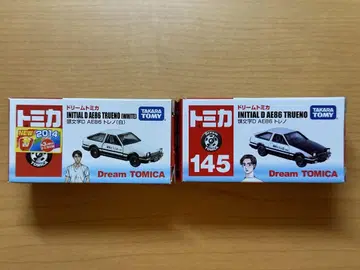 トミカ
ドリームトミカ
INITIAL D AE86 TRUENO (WHITE)
頭文字D AE86 トレノ(白)
TAKARA
TOMY
NEW
2014
Dream TOMICA
トミカ
ドリームトミカ
INITIAL D AE86 TRUENO
頭文字D AE86 トレノ
TAKARA
TOMY
145
Dream TOMICA